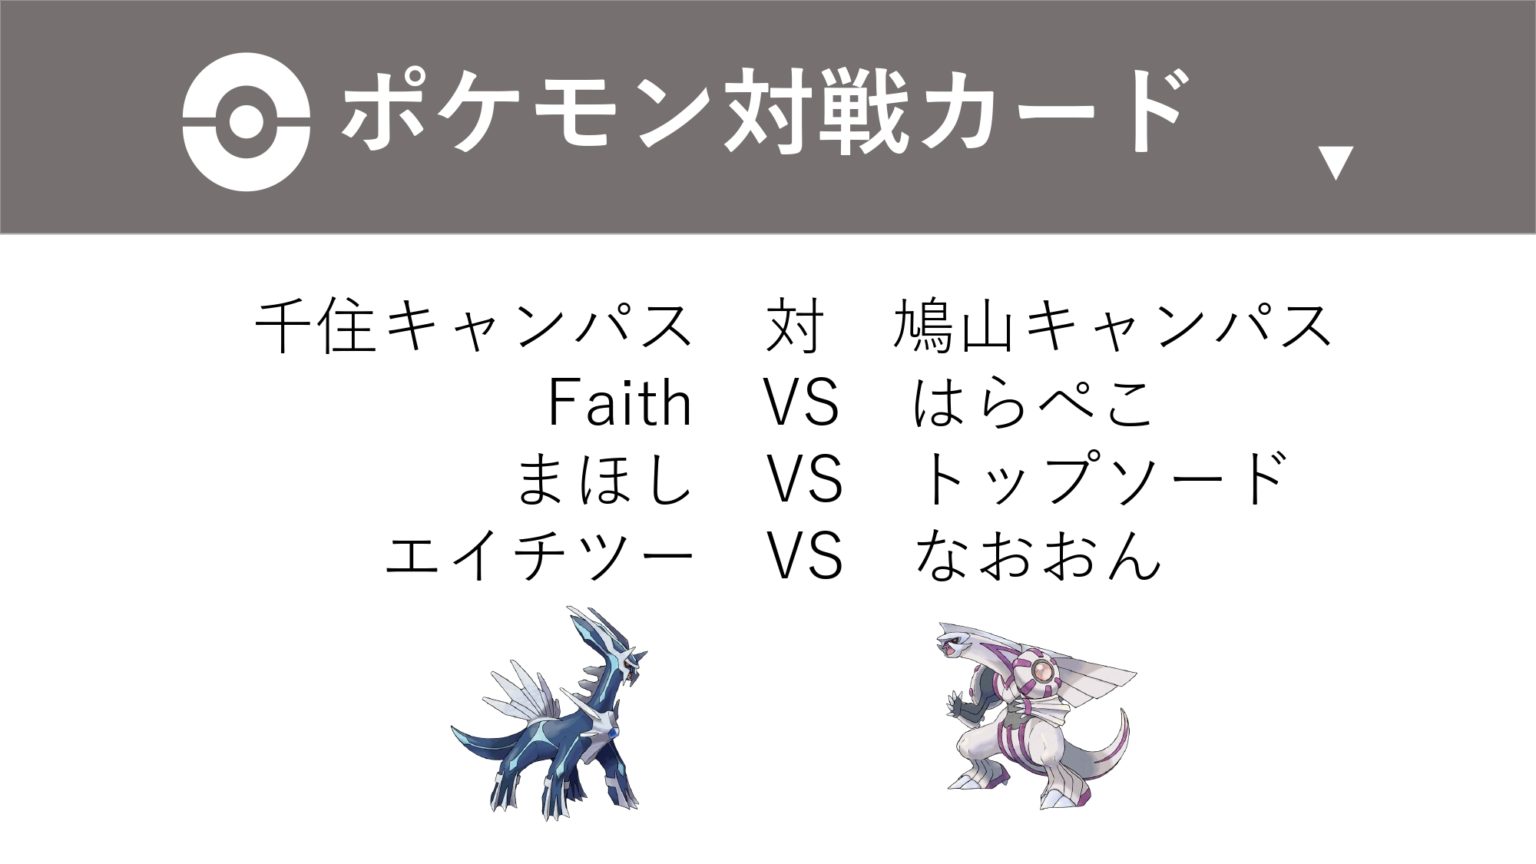 ポケモン対戦カード
▼
千住キャンパス　対　鳩山キャンパス
Faith　VS　はらぺこ
まほし　VS　トップソード
エイチツー　VS　なおおん